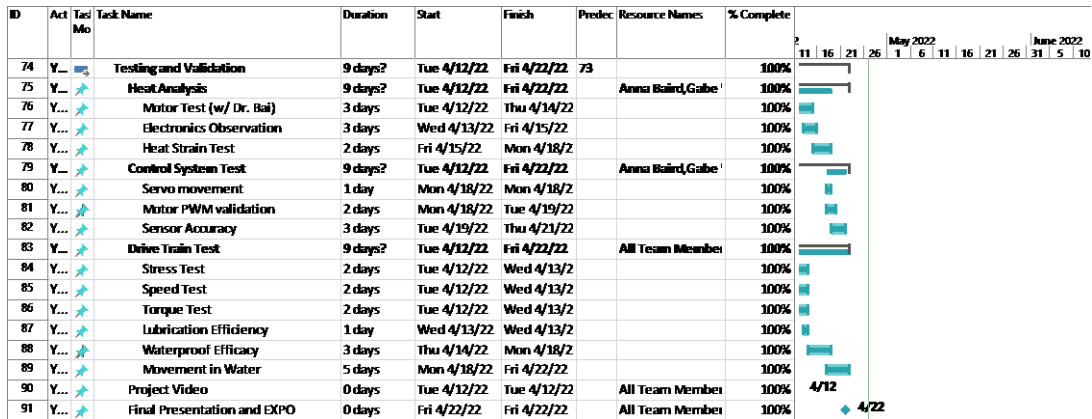 ID Act Tas Mo Task Name Duration Start Finish Predec Resource Names % Complete
2 May 2022 June 2022
11 16 21 26 1 6 11 16 21 26 31 5 10
74 Y... Testing and Validation 9 days? Tue 4/12/22 Fri 4/22/22 73 100%
75 Y... Heat Analysis 9 days? Tue 4/12/22 Fri 4/22/22 Anna Baird,Gabe 100%
76 Y... Motor Test (w/ Dr. Bai) 3 days Tue 4/12/22 Thu 4/14/22 100%
77 Y... Electronics Observation 3 days Wed 4/13/22 Fri 4/15/22 100%
78 Y... Heat Strain Test 2 days Fri 4/15/22 Mon 4/18/2 100%
79 Y... Control System Test 9 days? Tue 4/12/22 Fri 4/22/22 Anna Baird,Gabe 100%
80 Y... Servo movement 1 day Mon 4/18/22 Mon 4/18/2 100%
81 Y... Motor PWM validation 2 days Mon 4/18/22 Tue 4/19/22 100%
82 Y... Sensor Accuracy 3 days Tue 4/19/22 Thu 4/21/22 100%
83 Y... Drive Train Test 9 days? Tue 4/12/22 Fri 4/22/22 All Team Member 100%
84 Y... Stress Test 2 days Tue 4/12/22 Wed 4/13/2 100%
85 Y... Speed Test 2 days Tue 4/12/22 Wed 4/13/2 100%
86 Y... Torque Test 2 days Tue 4/12/22 Wed 4/13/2 100%
87 Y... Lubrication Efficiency 1 day Wed 4/13/22 Wed 4/13/2 100%
88 Y... Waterproof Efficacy 3 days Thu 4/14/22 Mon 4/18/2 100%
89 Y... Movement in Water 5 days Mon 4/18/22 Fri 4/22/22 100%
90 Y... Project Video 0 days Tue 4/12/22 Tue 4/12/22 All Team Member 100% 4/12
91 Y... Final Presentation and EXPO 0 days Fri 4/22/22 Fri 4/22/22 All Team Member 100% 4/22